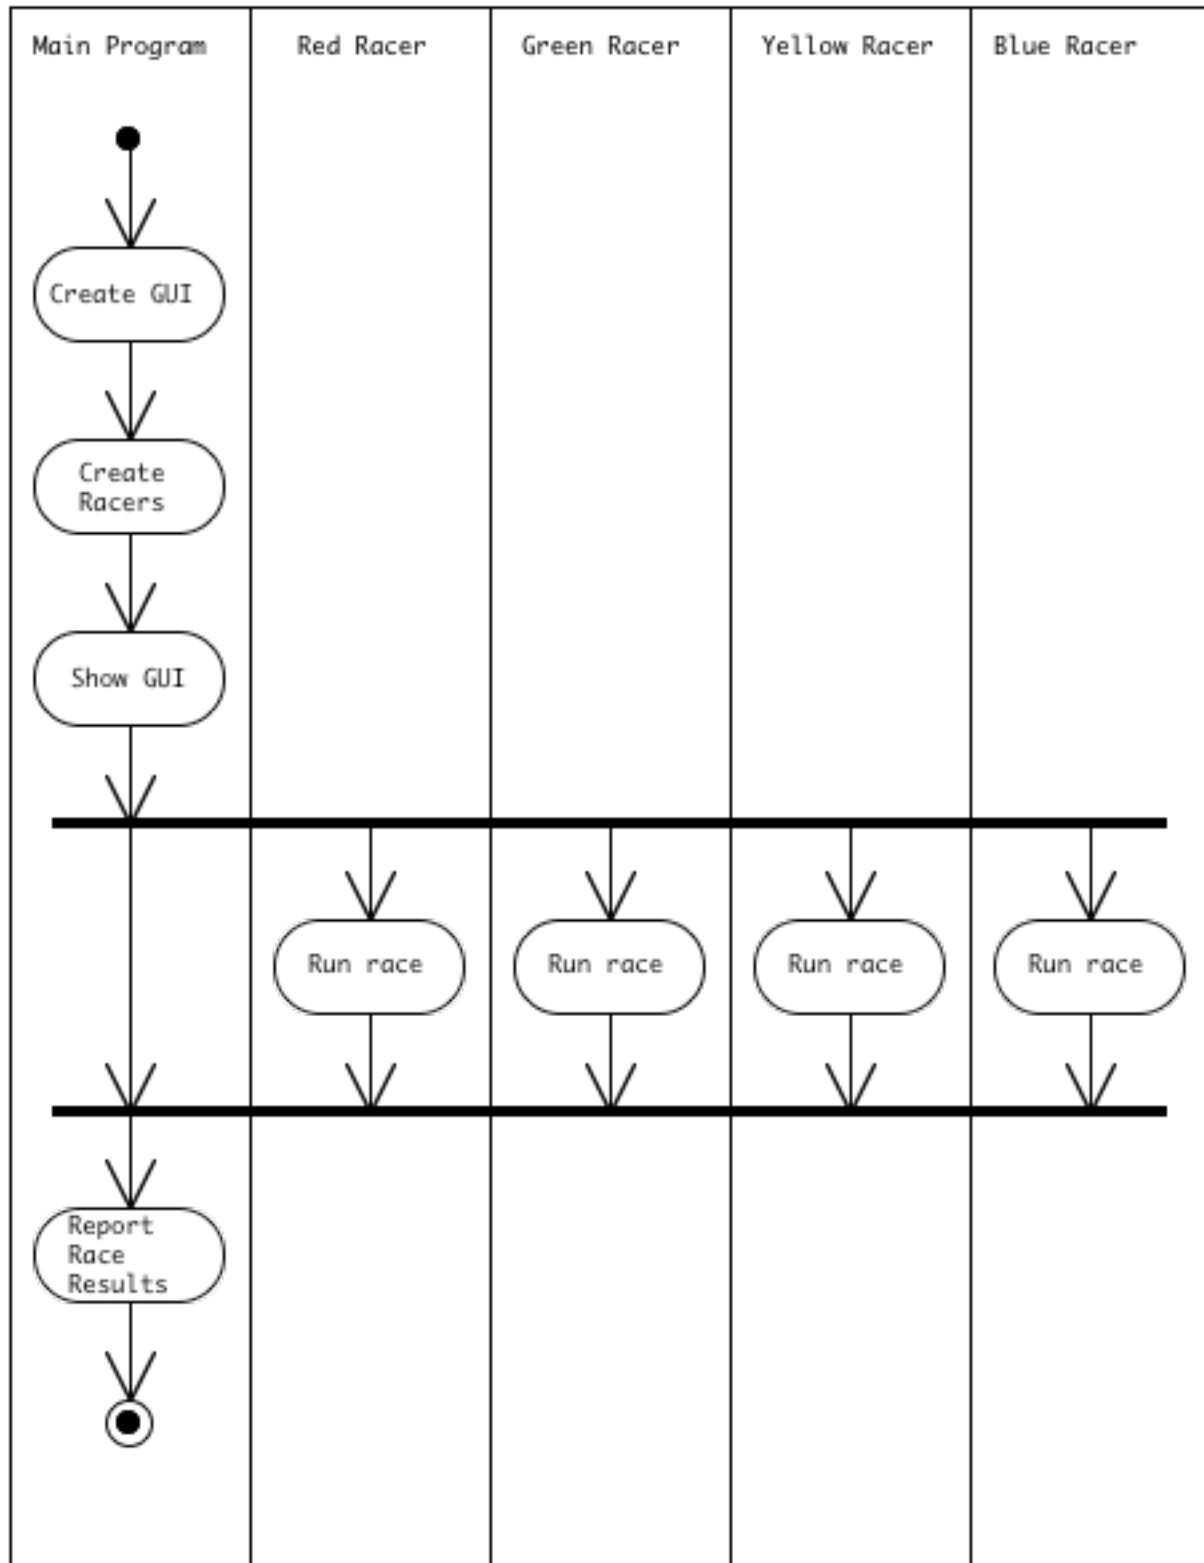 Main Program
Red Racer
Green Racer
Yellow Racer
Blue Racer
Create GUI
Create
Racers
Show GUI
Run race
Run race
Run race
Run race
Report
Race
Results